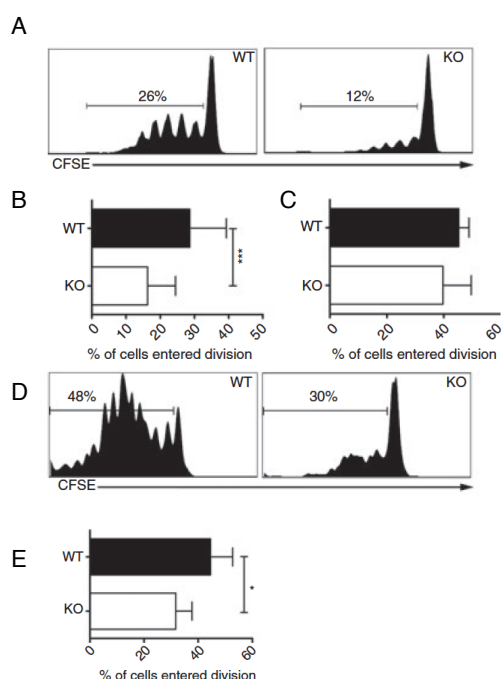 A
WT
26%
KO
12%
CFSE
B
WT
KO
***
0 10 20 30 40 50
% of cells entered division
C
WT
KO
0 20 40 60
% of cells entered division
D
WT
48%
KO
30%
CFSE
E
WT
KO
*
0 20 40 60
% of cells entered division